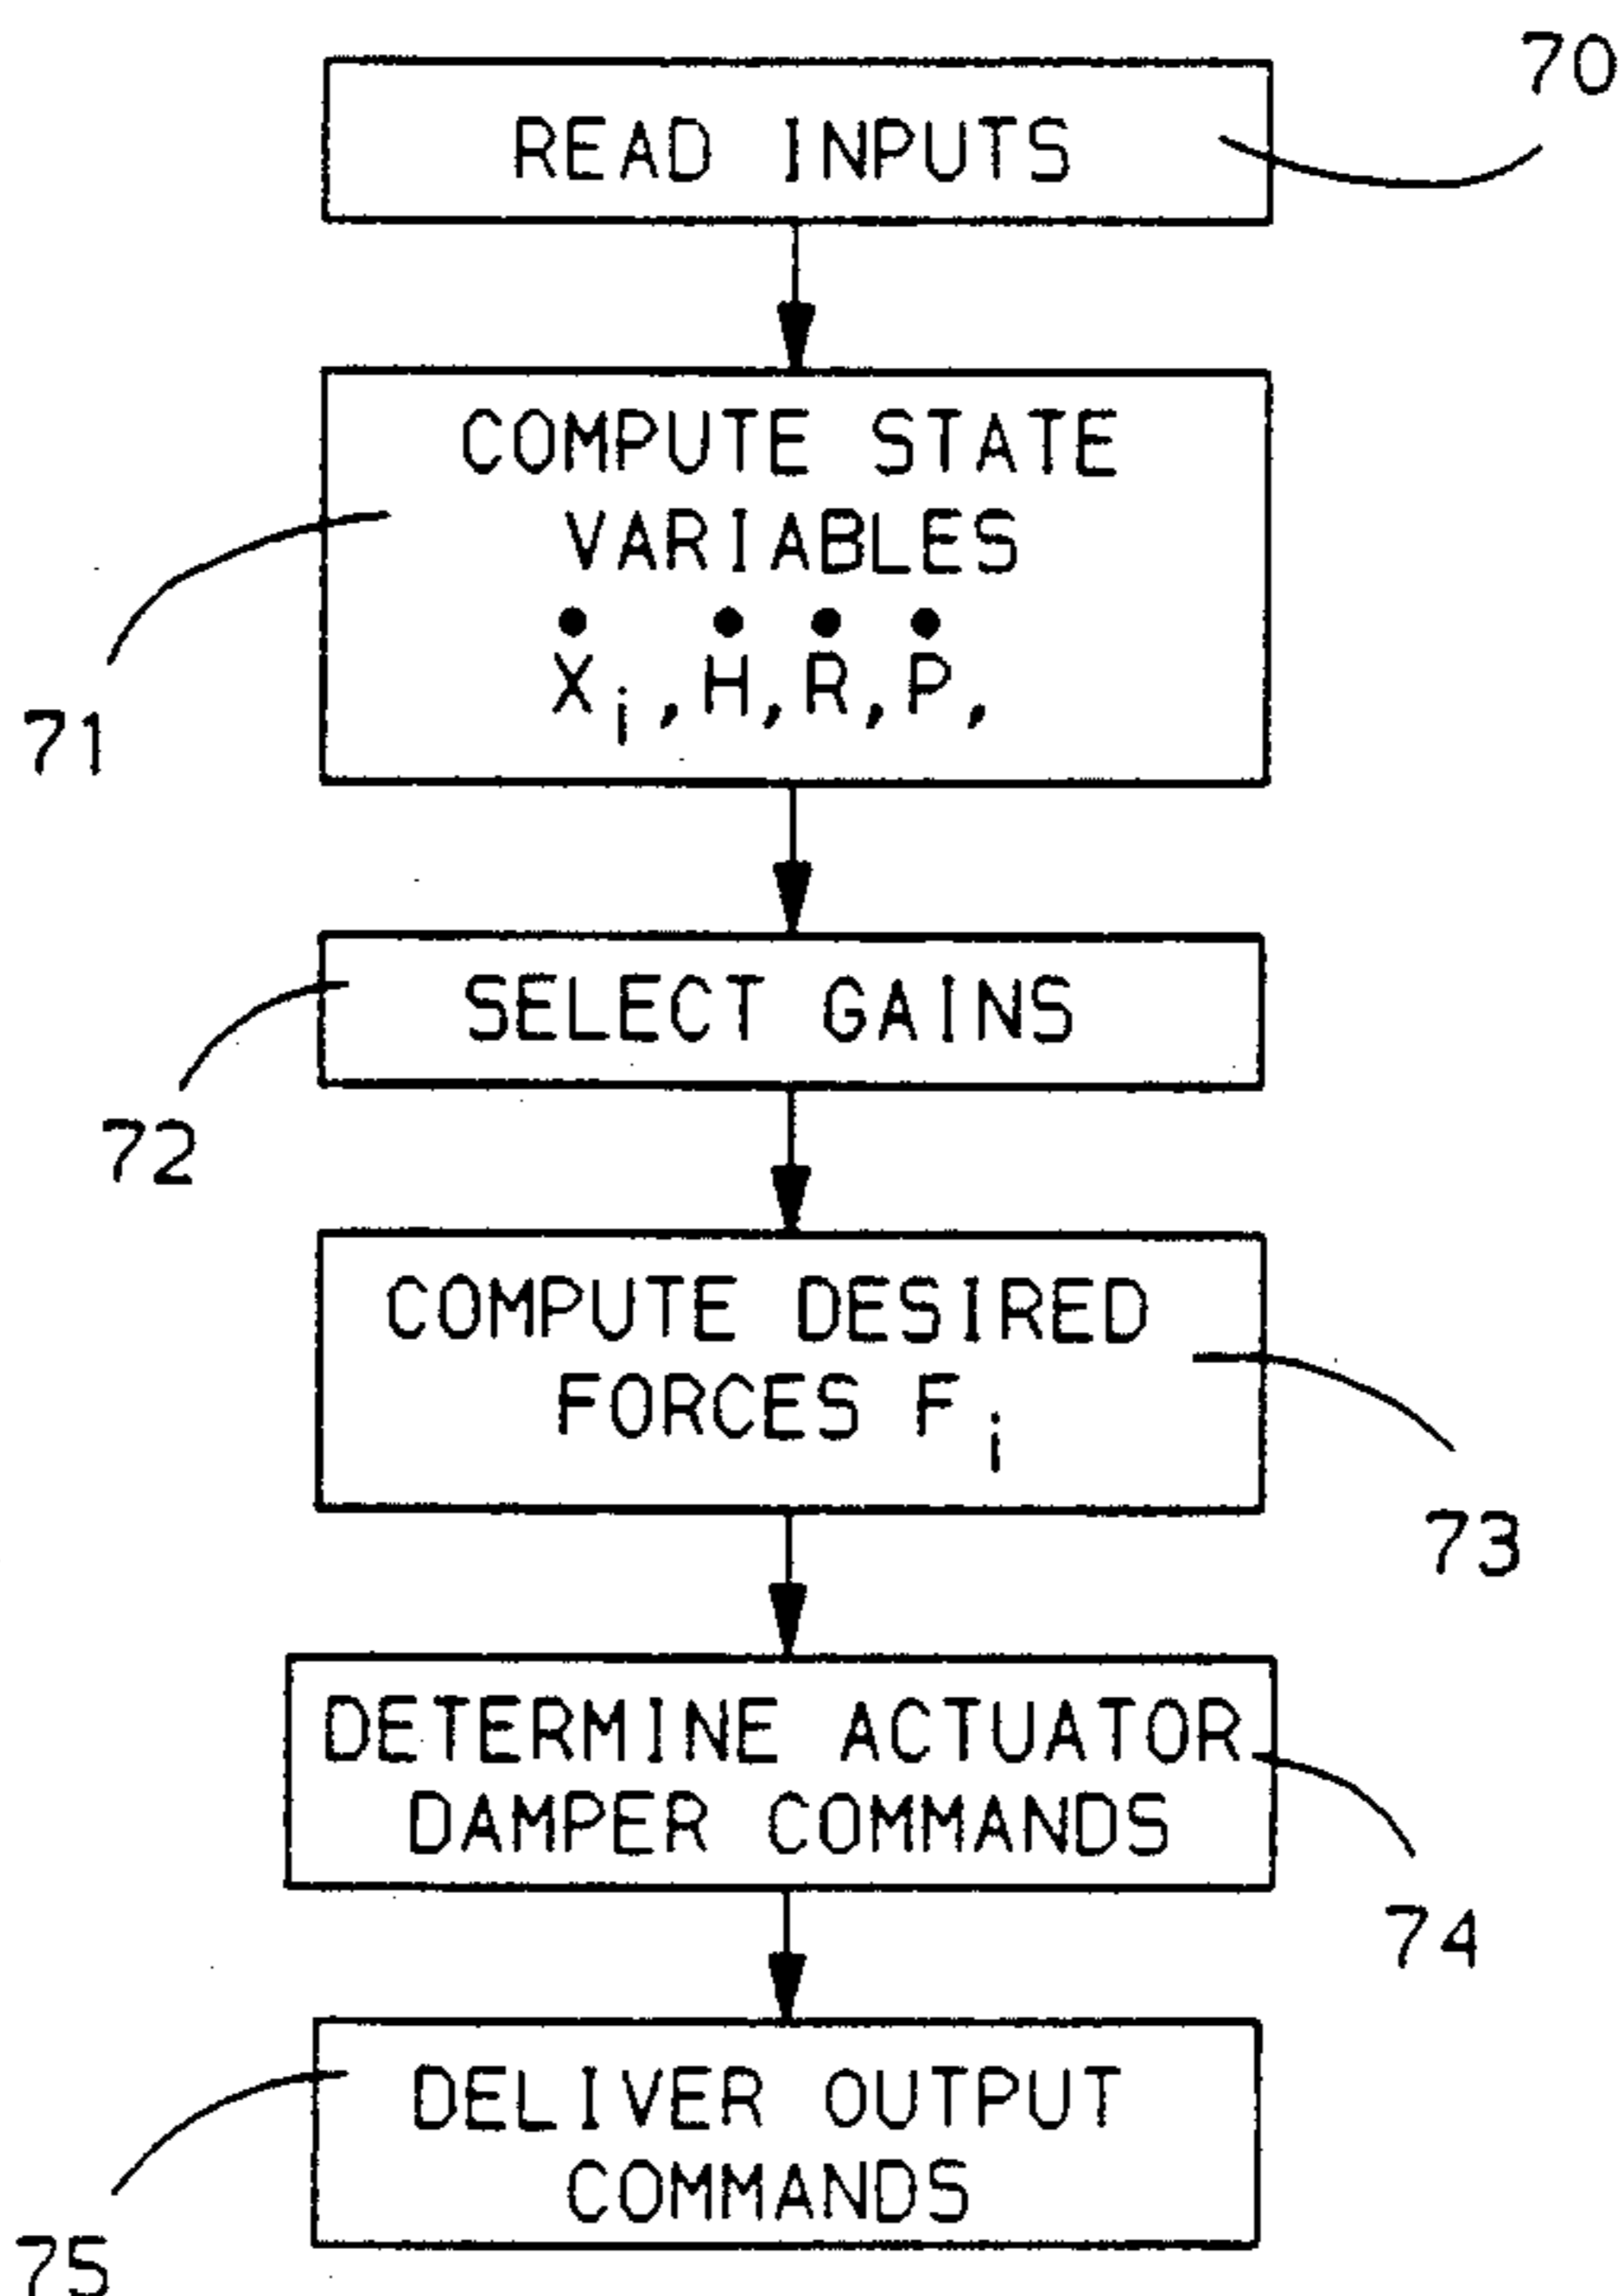 READ INPUTS
70
COMPUTE STATE
VARIABLES
Ẋi,Ḣ,Ṙ,Ṗ,
71
SELECT GAINS
72
COMPUTE DESIRED
FORCES Fi
73
DETERMINE ACTUATOR
DAMPER COMMANDS
74
DELIVER OUTPUT
COMMANDS
75